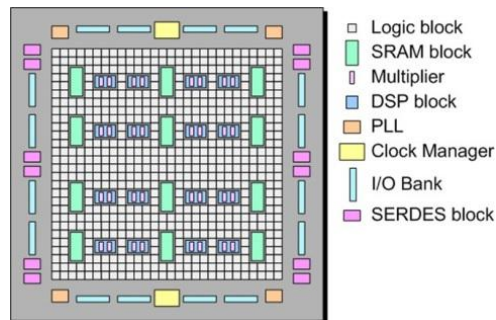 Logic block
SRAM block
Multiplier
DSP block
PLL
Clock Manager
I/O Bank
SERDES block